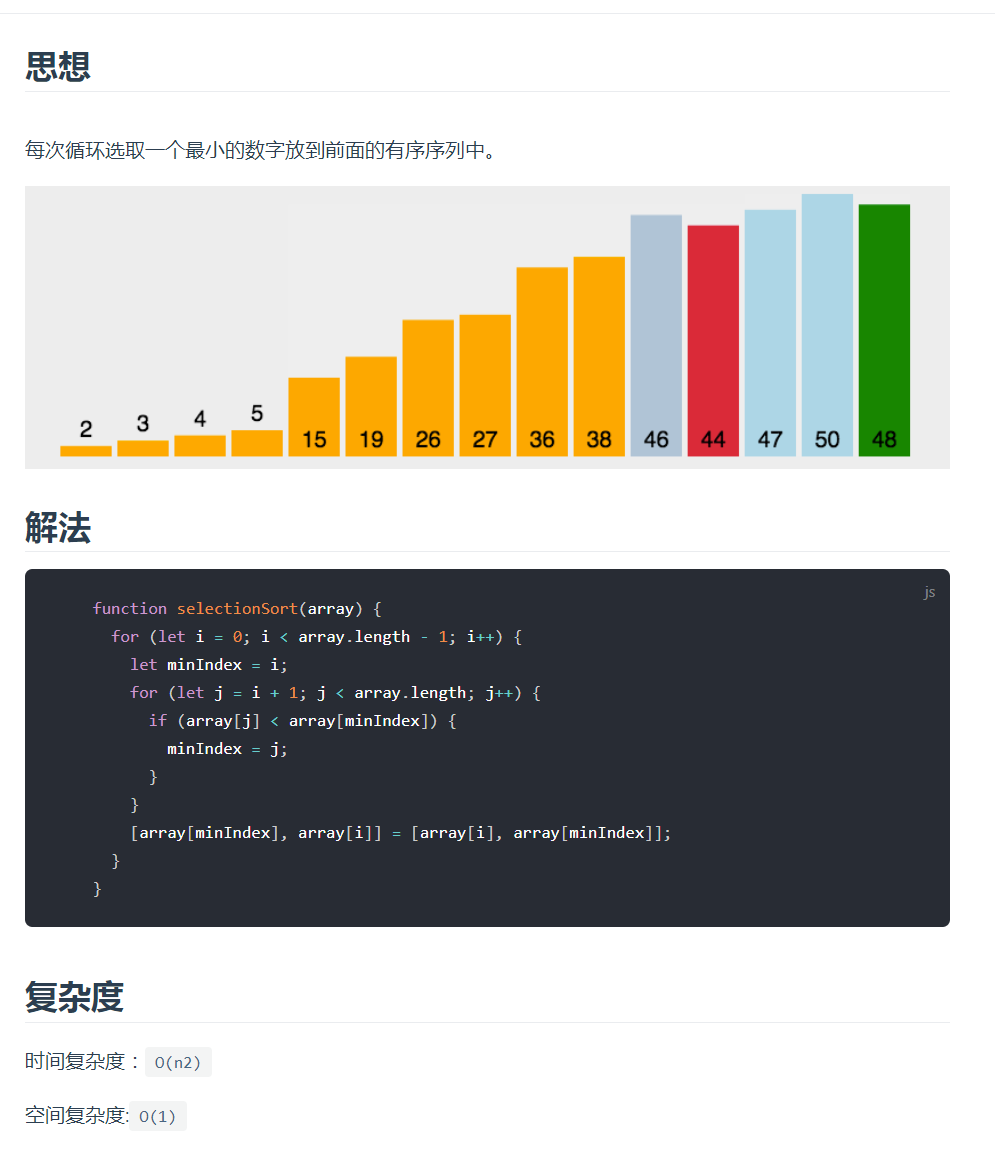 思想
每次循环选取一个最小的数字放到前面的有序序列中。
2 3 4 5 15 19 26 27 36 38 46 44 47 50 48
解法
js
function selectionSort(array) {
  for (let i = 0; i < array.length - 1; i++) {
    let minIndex = i;
    for (let j = i + 1; j < array.length; j++) {
      if (array[j] < array[minIndex]) {
        minIndex = j;
      }
    }
    [array[minIndex], array[i]] = [array[i], array[minIndex]];
  }
}
复杂度
时间复杂度：O(n2)
空间复杂度:O(1)